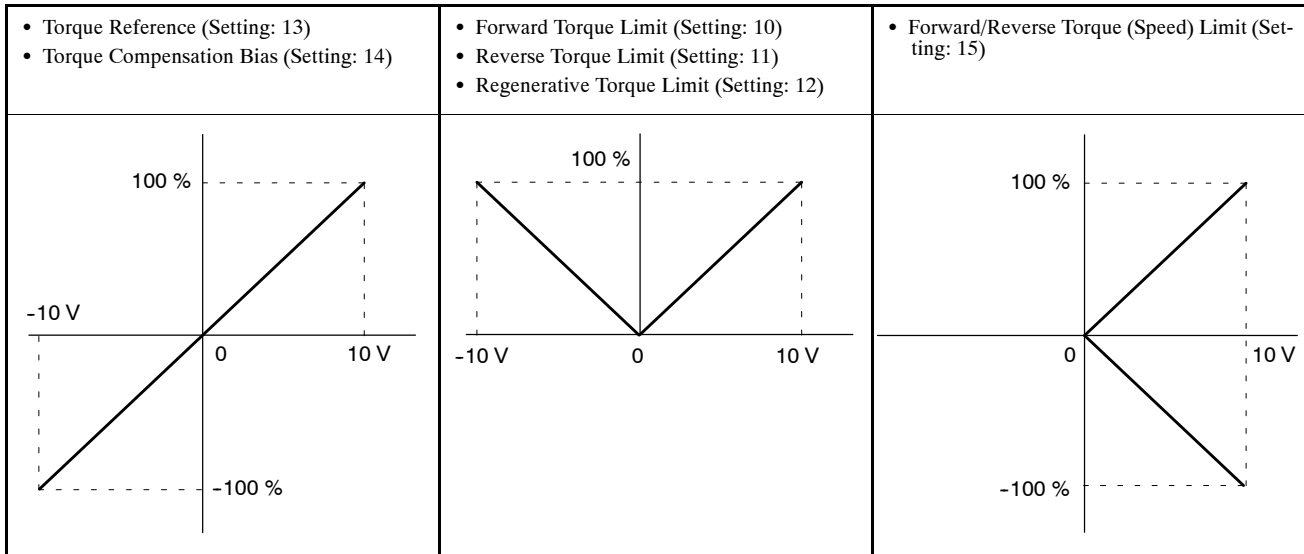 • Torque Reference (Setting: 13)
• Torque Compensation Bias (Setting: 14)
• Forward Torque Limit (Setting: 10)
• Reverse Torque Limit (Setting: 11)
• Regenerative Torque Limit (Setting: 12)
• Forward/Reverse Torque (Speed) Limit (Set-
ting: 15)
100 %
-10 V
0
10 V
-100 %
100 %
-10 V
0
10 V
100 %
0
10 V
-100 %